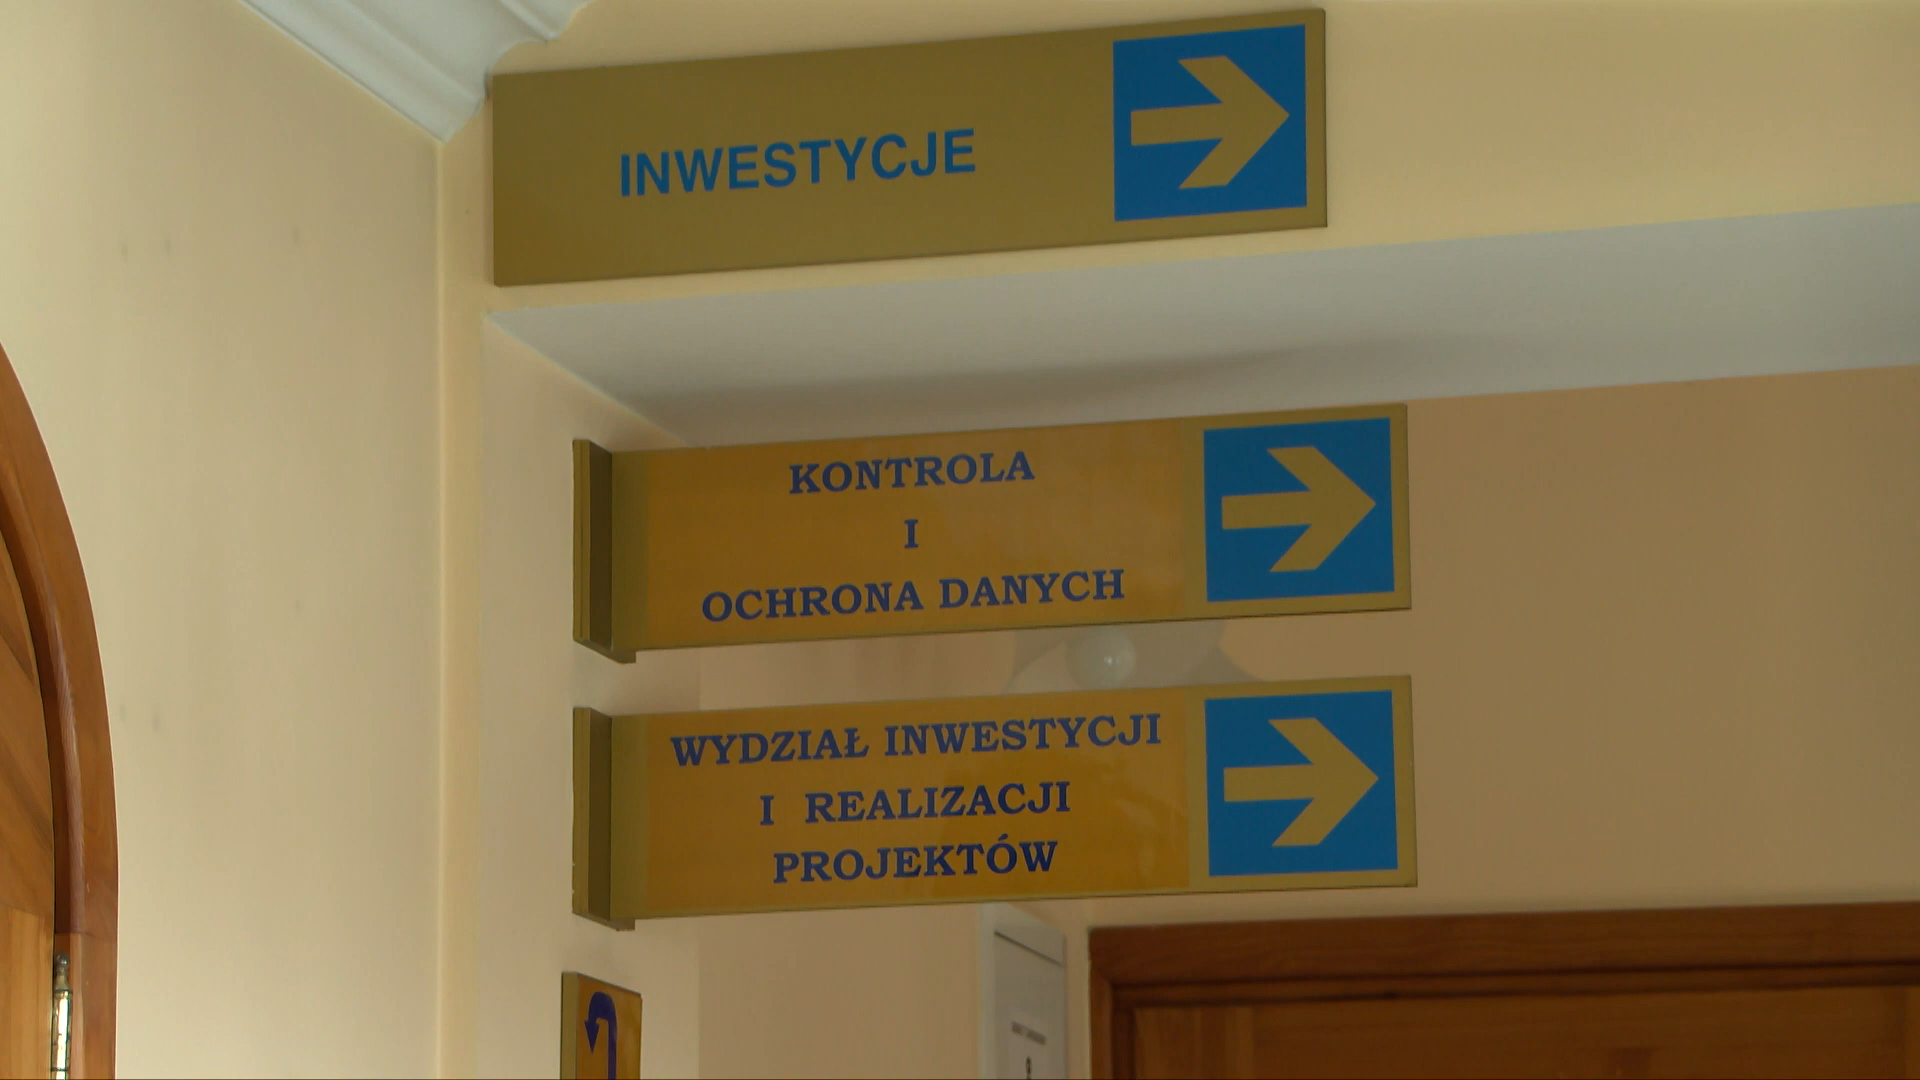 INWESTYCJE
KONTROLA
I
OCHRONA DANYCH
WYDZIAŁ INWESTYCJI
I REALIZACJI
PROJEKTÓW